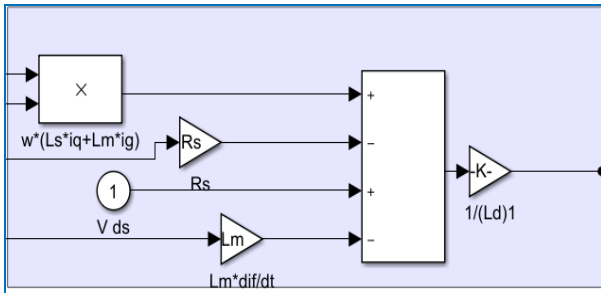 ×
+
w*(Ls*iq+Lm*ig)
Rs
−
Rs
1
+
V ds
-K-
1/(Ld)1
Lm
−
Lm*dif/dt